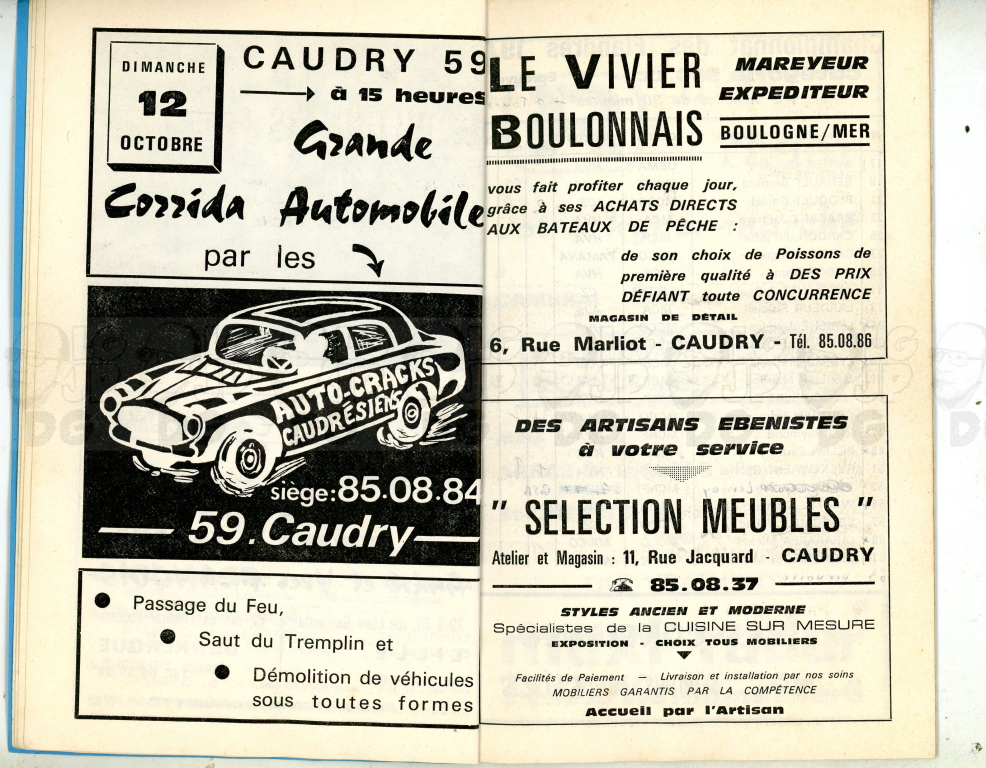 DIMANCHE
12
OCTOBRE
CAUDRY 59
à 15 heures
Grande
Corrida Automobile
par les
AUTO-CRACKS
CAUDRÉSIENS
siège:85.08.84
59.Caudry
Passage du Feu,
Saut du Tremplin et
Démolition de véhicules
sous toutes formes
LE VIVIER
BOULONNAIS
MAREYEUR
EXPEDITEUR
BOULOGNE/MER
vous fait profiter chaque jour,
grâce à ses ACHATS DIRECTS
AUX BATEAUX DE PÊCHE :
de son choix de Poissons de
première qualité à DES PRIX
DÉFIANT toute CONCURRENCE
MAGASIN DE DÉTAIL
6, Rue Marliot - CAUDRY - Tél. 85.08.86
DES ARTISANS EBENISTES
à votre service
" SELECTION MEUBLES "
Atelier et Magasin : 11, Rue Jacquard - CAUDRY
85.08.37
STYLES ANCIEN ET MODERNE
Spécialistes de la CUISINE SUR MESURE
EXPOSITION - CHOIX TOUS MOBILIERS
Facilités de Paiement — Livraison et installation par nos soins
MOBILIERS GARANTIS PAR LA COMPÉTENCE
Accueil par l'Artisan